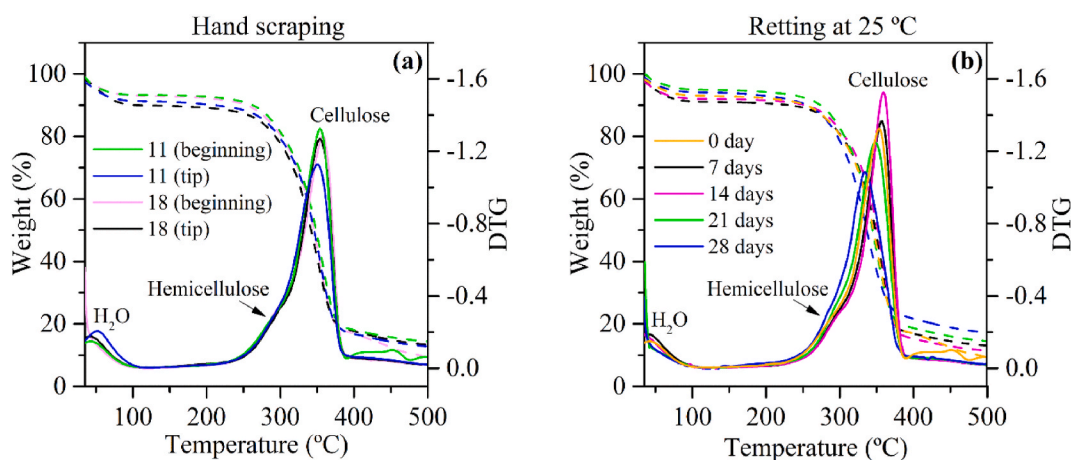 Hand scraping
(a)
Cellulose
11 (beginning)
11 (tip)
18 (beginning)
18 (tip)
Hemicellulose
H2O
Weight (%)
100
80
60
40
20
0
DTG
-1.6
-1.2
-0.8
-0.4
0.0
100 200 300 400 500
Temperature (ºC)
Retting at 25 ºC
(b)
Cellulose
0 day
7 days
14 days
21 days
28 days
Hemicellulose
H2O
Weight (%)
100
80
60
40
20
0
DTG
-1.6
-1.2
-0.8
-0.4
0.0
100 200 300 400 500
Temperature (ºC)